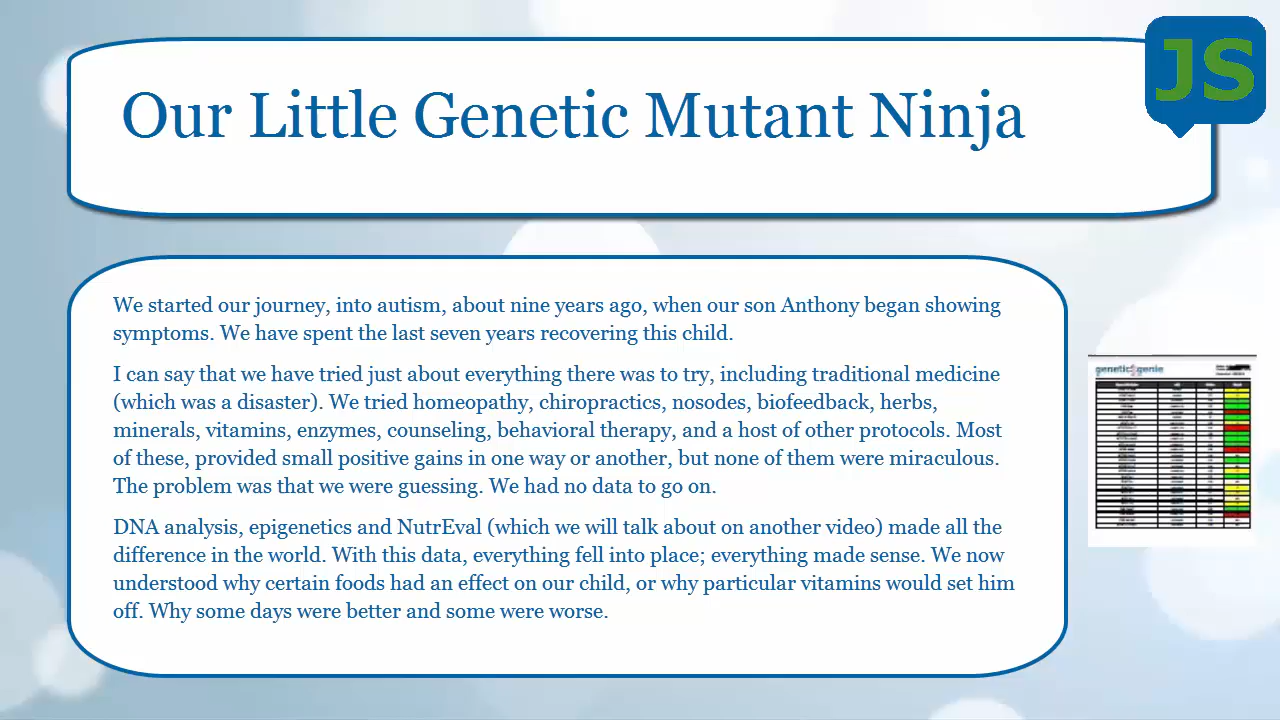 JS
Our Little Genetic Mutant Ninja
We started our journey, into autism, about nine years ago, when our son Anthony began showing
symptoms. We have spent the last seven years recovering this child.
I can say that we have tried just about everything there was to try, including traditional medicine
(which was a disaster). We tried homeopathy, chiropractics, nosodes, biofeedback, herbs,
minerals, vitamins, enzymes, counseling, behavioral therapy, and a host of other protocols. Most
of these, provided small positive gains in one way or another, but none of them were miraculous.
The problem was that we were guessing. We had no data to go on.
DNA analysis, epigenetics and NutrEval (which we will talk about on another video) made all the
difference in the world. With this data, everything fell into place; everything made sense. We now
understood why certain foods had an effect on our child, or why particular vitamins would set him
off. Why some days were better and some were worse.
genetic genie